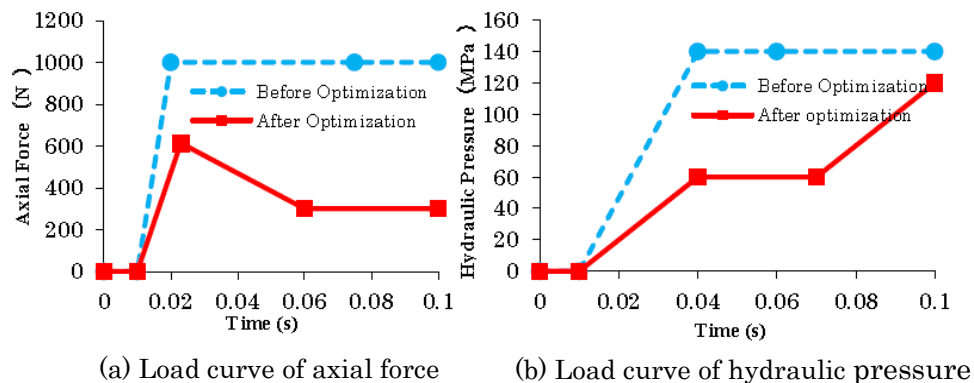 1200
1000
800
600
400
200
0
Axial Force (N)
Before Optimization
After Optimization
0 0.02 0.04 0.06 0.08 0.1
Time (s)
(a) Load curve of axial force
160
140
120
100
80
60
40
20
0
Hydraulic Pressure (MPa)
Before Optimization
After optimization
0 0.02 0.04 0.06 0.08 0.1
Time (s)
(b) Load curve of hydraulic pressure